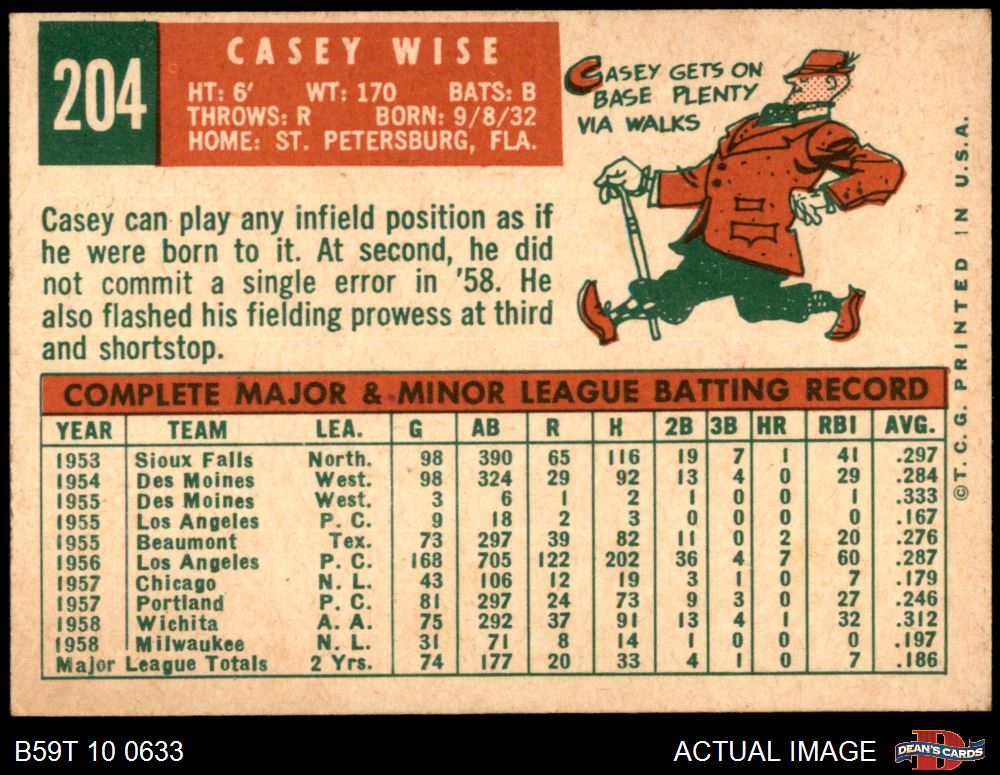 204
CASEY WISE
HT: 6' WT: 170 BATS: B
THROWS: R BORN: 9/8/32
HOME: ST. PETERSBURG, FLA.
CASEY GETS ON
BASE PLENTY
VIA WALKS
Casey can play any infield position as if
he were born to it. At second, he did
not commit a single error in '58. He
also flashed his fielding prowess at third
and shortstop.
COMPLETE MAJOR & MINOR LEAGUE BATTING RECORD
YEAR TEAM LEA. G AB R H 2B 3B HR RBI AVG.
1953 Sioux Falls North. 98 390 65 116 19 7 1 41 .297
1954 Des Moines West. 98 324 29 92 13 4 0 29 .284
1955 Des Moines West. 3 6 1 2 1 0 0 1 .333
1955 Los Angeles P. C. 9 18 2 3 0 0 0 0 .167
1955 Beaumont Tex. 73 297 39 82 11 0 2 20 .276
1956 Los Angeles P. C. 168 705 122 202 36 4 7 60 .287
1957 Chicago N. L. 43 106 12 19 3 1 0 7 .179
1957 Portland P. C. 81 297 24 73 9 3 0 27 .246
1958 Wichita A. A. 75 292 37 91 13 4 1 32 .312
1958 Milwaukee N. L. 31 71 8 14 1 0 0 0 .197
Major League Totals 2 Yrs. 74 177 20 33 4 1 0 7 .186
©T. C. G. PRINTED IN U.S.A.
B59T 10 0633
ACTUAL IMAGE
DEAN'S CARDS